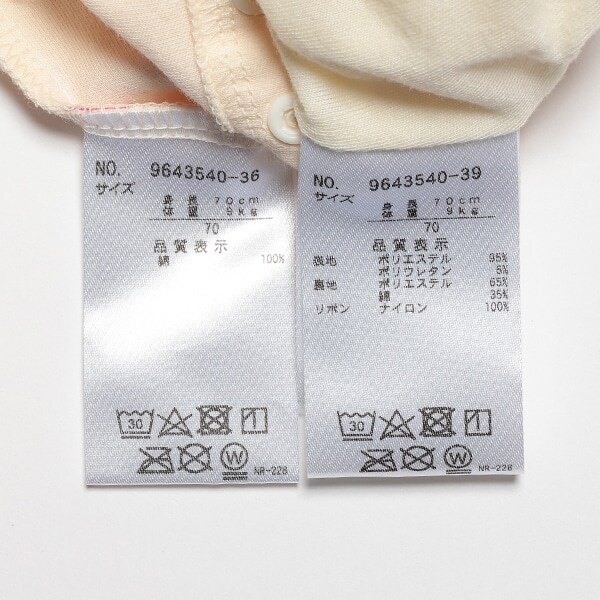 NO. 9643540-36
サイズ
身長 70cm
体重 9kg
70
品質表示
綿 100%
30
W
NR-228
NO. 9643540-39
サイズ
身長 70cm
体重 9kg
70
品質表示
表地 ポリエステル 95%
ポリウレタン 5%
裏地 ポリエステル 65%
綿 35%
リボン ナイロン 100%
30
W
NR-228